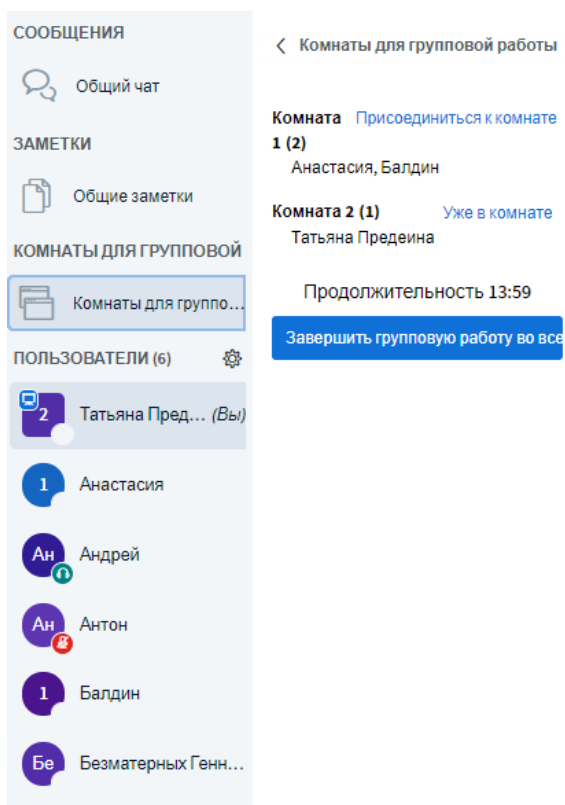 СООБЩЕНИЯ
Общий чат
ЗАМЕТКИ
Общие заметки
КОМНАТЫ ДЛЯ ГРУППОВОЙ
Комнаты для группо...
ПОЛЬЗОВАТЕЛИ (6)
2
Татьяна Пред... (Вы)
1
Анастасия
Ан
Андрей
Ан
Антон
1
Балдин
Бе
Безматерных Генн...
Комнаты для групповой работы
Комната Присоединиться к комнате
1 (2)
Анастасия, Балдин
Комната 2 (1) Уже в комнате
Татьяна Предеина
Продолжительность 13:59
Завершить групповую работу во все